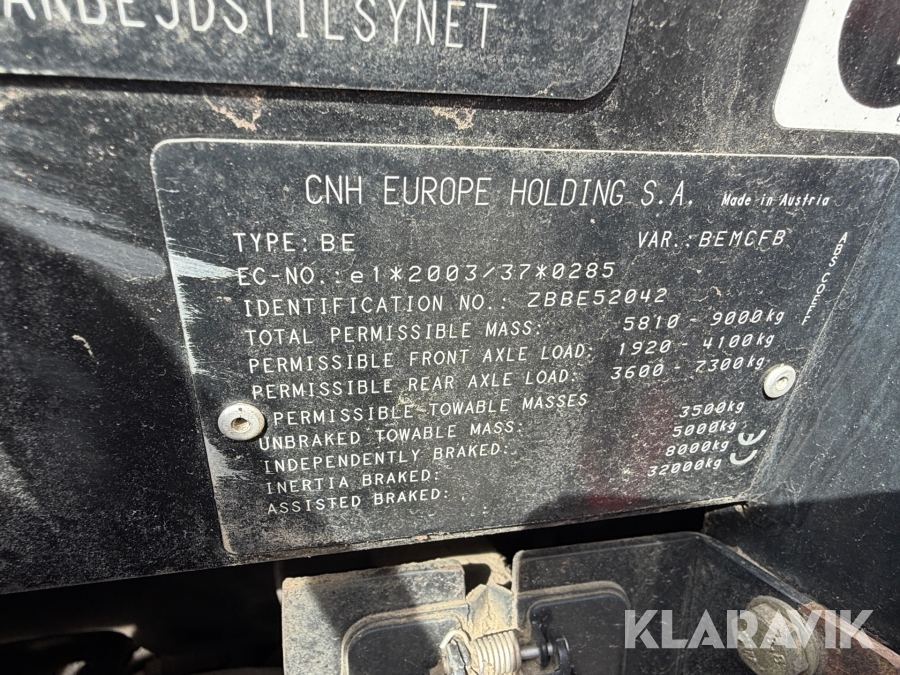 ARBEJDSTILSYNET
CNH EUROPE HOLDING S.A. Made in Austria
TYPE: BE VAR.: BEMCFB
EC-NO.: e1*2003/37*0285
IDENTIFICATION NO.: ZBBE52042
TOTAL PERMISSIBLE MASS: 5810 - 9000kg
PERMISSIBLE FRONT AXLE LOAD: 1920 - 4100kg
PERMISSIBLE REAR AXLE LOAD: 3600 - 7300kg
PERMISSIBLE TOWABLE MASSES
UNBRAKED TOWABLE MASS: 3500kg
INDEPENDENTLY BRAKED: 5000kg
INERTIA BRAKED: 8000kg
ASSISTED BRAKED: 32000kg
CE
KLARAVIK